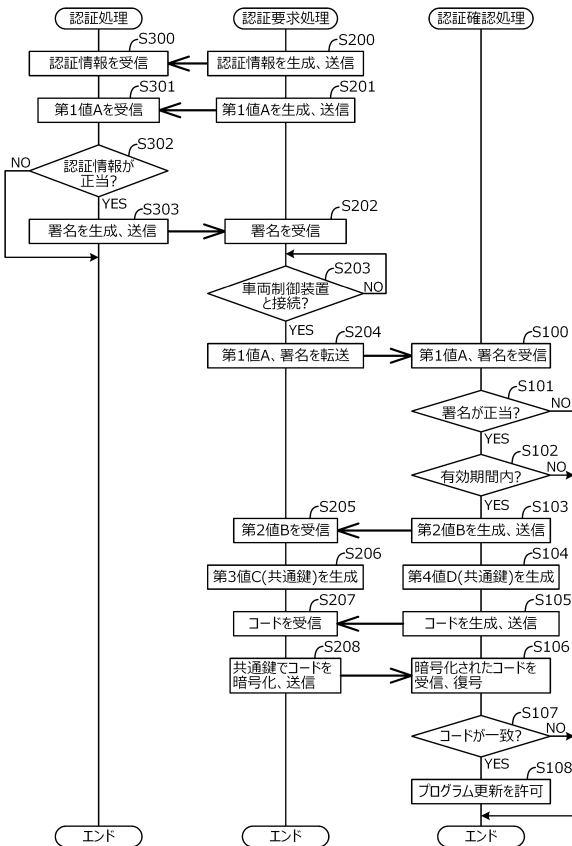 認証処理
認証要求処理
認証確認処理
S300
S200
認証情報を受信
認証情報を生成、送信
S301
S201
第1値Aを受信
第1値Aを生成、送信
S302
NO
認証情報が
正当?
YES
S303
S202
署名を生成、送信
署名を受信
S203
車両制御装置
と接続?
NO
YES
S204
S100
第1値A、署名を転送
第1値A、署名を受信
S101
署名が正当?
NO
YES
S102
有効期間内?
NO
YES
S205
S103
第2値Bを受信
第2値Bを生成、送信
S206
S104
第3値C(共通鍵)を生成
第4値D(共通鍵)を生成
S207
S105
コードを受信
コードを生成、送信
S208
S106
共通鍵でコードを
暗号化、送信
暗号化されたコードを
受信、復号
S107
コードが一致?
NO
YES
S108
プログラム更新を許可
エンド
エンド
エンド